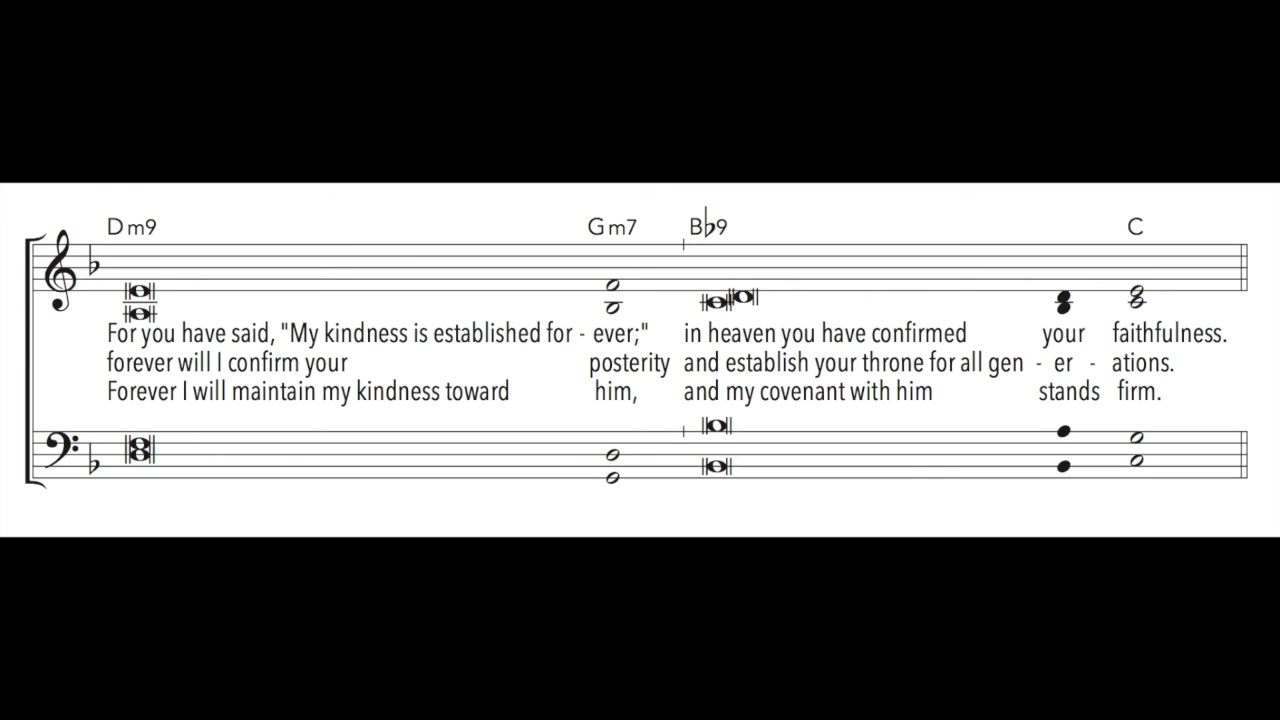 Dm9 Gm7 B♭9 C
For you have said, "My kindness is established for - ever;" in heaven you have confirmed your faithfulness.
forever will I confirm your posterity and establish your throne for all gen - er - ations.
Forever I will maintain my kindness toward him, and my covenant with him stands firm.